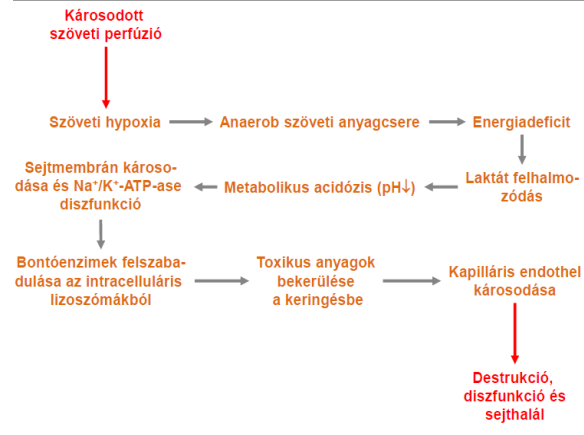 Károsodott
szöveti perfúzió
Szöveti hypoxia
Anaerob szöveti anyagcsere
Energiadeficit
Laktát felhalmo-
zódás
Metabolikus acidózis (pH↓)
Sejtmembrán károso-
dása és Na⁺/K⁺-ATP-ase
diszfunkció
Bontóenzimek felszaba-
dulása az intracelluláris
lizoszómákból
Toxikus anyagok
bekerülése
a keringésbe
Kapilláris endothel
károsodása
Destrukció,
diszfunkció és
sejthalál